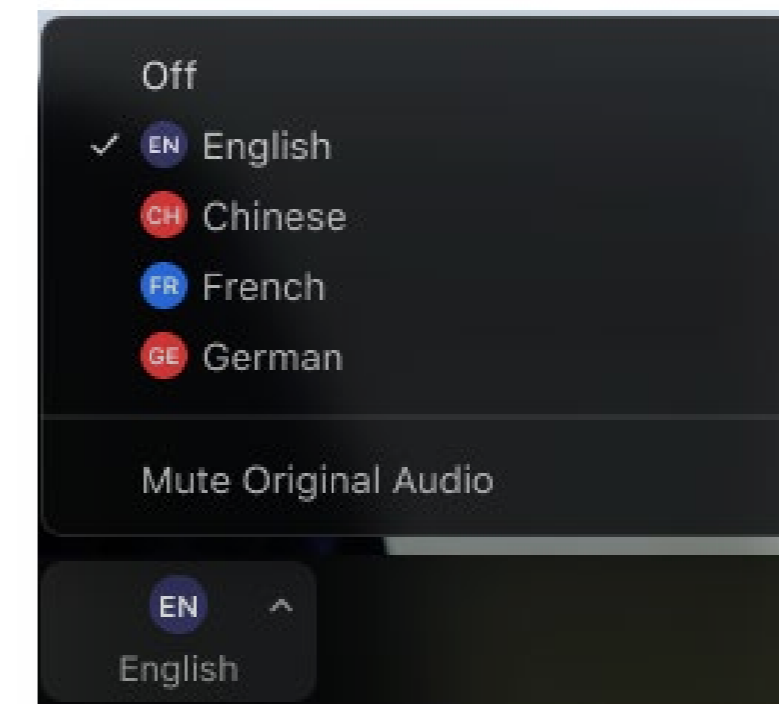 Off
EN English
CH Chinese
FR French
GE German
Mute Original Audio
EN
English